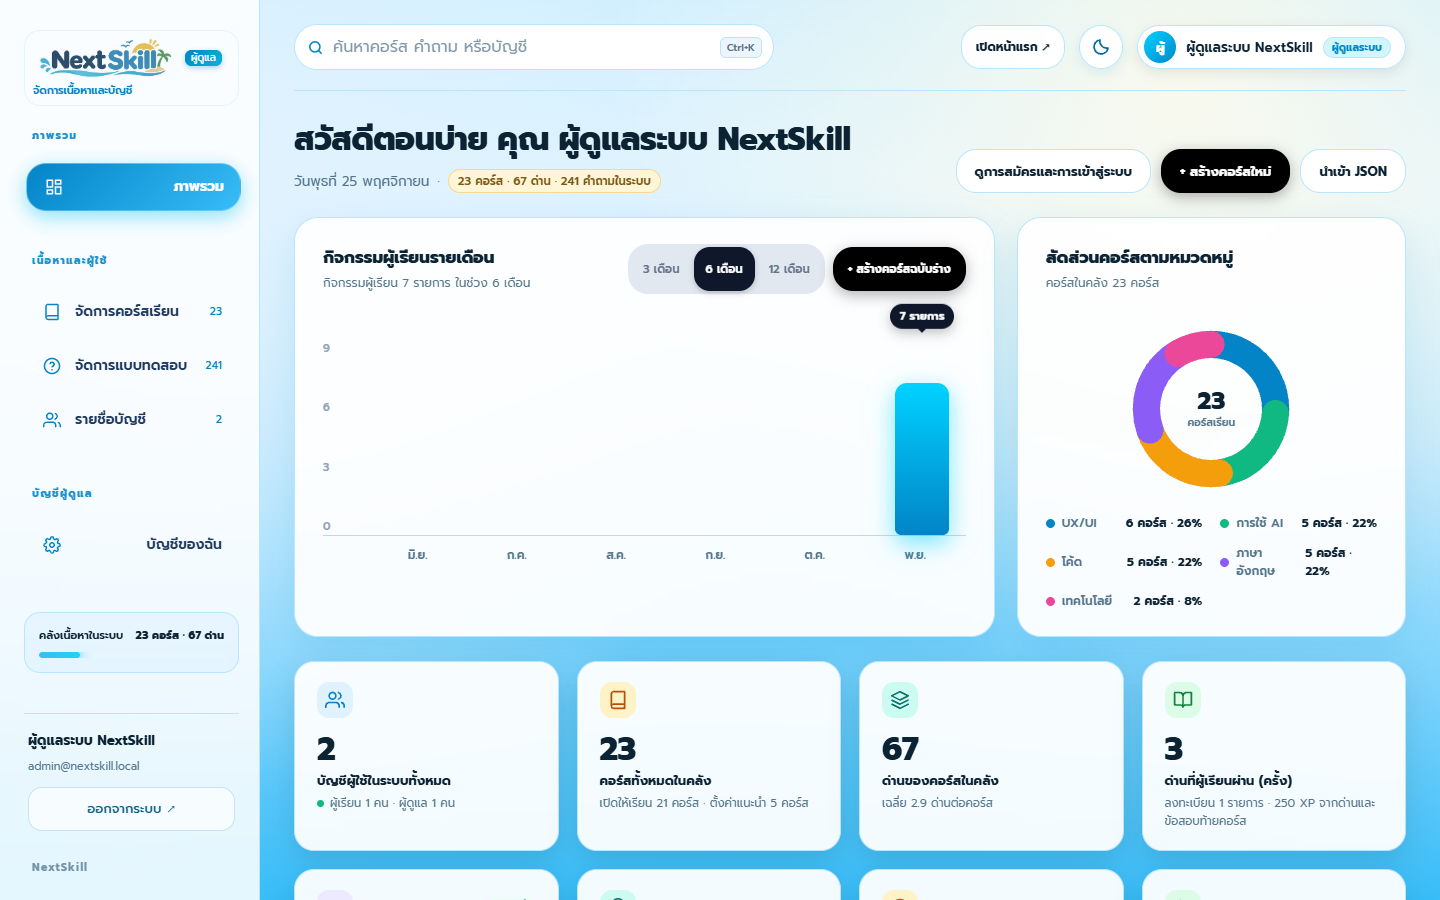 NextSkill ผู้ดูแล
จัดการเนื้อหาและบัญชี
ภาพรวม
ภาพรวม
เนื้อหาและผู้ใช้
จัดการคอร์สเรียน 23
จัดการแบบทดสอบ 241
รายชื่อบัญชี 2
บัญชีผู้ดูแล
บัญชีของฉัน
คลังเนื้อหาในระบบ 23 คอร์ส · 67 ด่าน
ผู้ดูแลระบบ NextSkill
admin@nextskill.local
ออกจากระบบ ↗
NextSkill
ค้นหาคอร์ส คำถาม หรือบัญชี Ctrl+K
เปิดหน้าแรก ↗
ผู้ ผู้ดูแลระบบ NextSkill ผู้ดูแลระบบ
สวัสดีตอนบ่าย คุณ ผู้ดูแลระบบ NextSkill
วันพุธที่ 25 พฤศจิกายน · 23 คอร์ส · 67 ด่าน · 241 คำถามในระบบ
ดูการสมัครและการเข้าสู่ระบบ + สร้างคอร์สใหม่ นำเข้า JSON
กิจกรรมผู้เรียนรายเดือน
กิจกรรมผู้เรียน 7 รายการ ในช่วง 6 เดือน
3 เดือน 6 เดือน 12 เดือน + สร้างคอร์สฉบับร่าง
7 รายการ
9
6
3
0
มิ.ย. ก.ค. ส.ค. ก.ย. ต.ค. พ.ย.
สัดส่วนคอร์สตามหมวดหมู่
คอร์สในคลัง 23 คอร์ส
23
คอร์สเรียน
UX/UI 6 คอร์ส · 26% การใช้ AI 5 คอร์ส · 22%
โค้ด 5 คอร์ส · 22% ภาษาอังกฤษ 5 คอร์ส · 22%
เทคโนโลยี 2 คอร์ส · 8%
2
บัญชีผู้ใช้ในระบบทั้งหมด
ผู้เรียน 1 คน · ผู้ดูแล 1 คน
23
คอร์สทั้งหมดในคลัง
เปิดให้เรียน 21 คอร์ส · ตั้งค่าแนะนำ 5 คอร์ส
67
ด่านของคอร์สในคลัง
เฉลี่ย 2.9 ด่านต่อคอร์ส
3
ด่านที่ผู้เรียนผ่าน (ครั้ง)
ลงทะเบียน 1 รายการ · 250 XP จากด่านและ
ข้อสอบท้ายคอร์ส